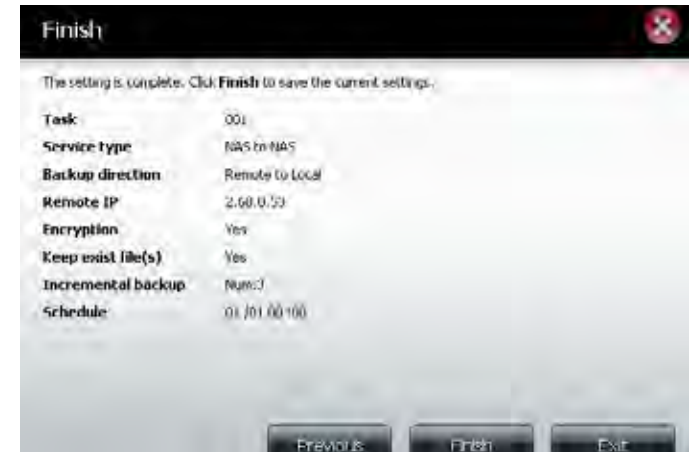 Finish
The setting is complete. Click Finish to save the current settings.
Task 001
Service type NAS to NAS
Backup direction Remote to Local
Remote IP
Encryption Yes
Keep exist file(s) Yes
Incremental backup
Schedule
Previous Finish Exit